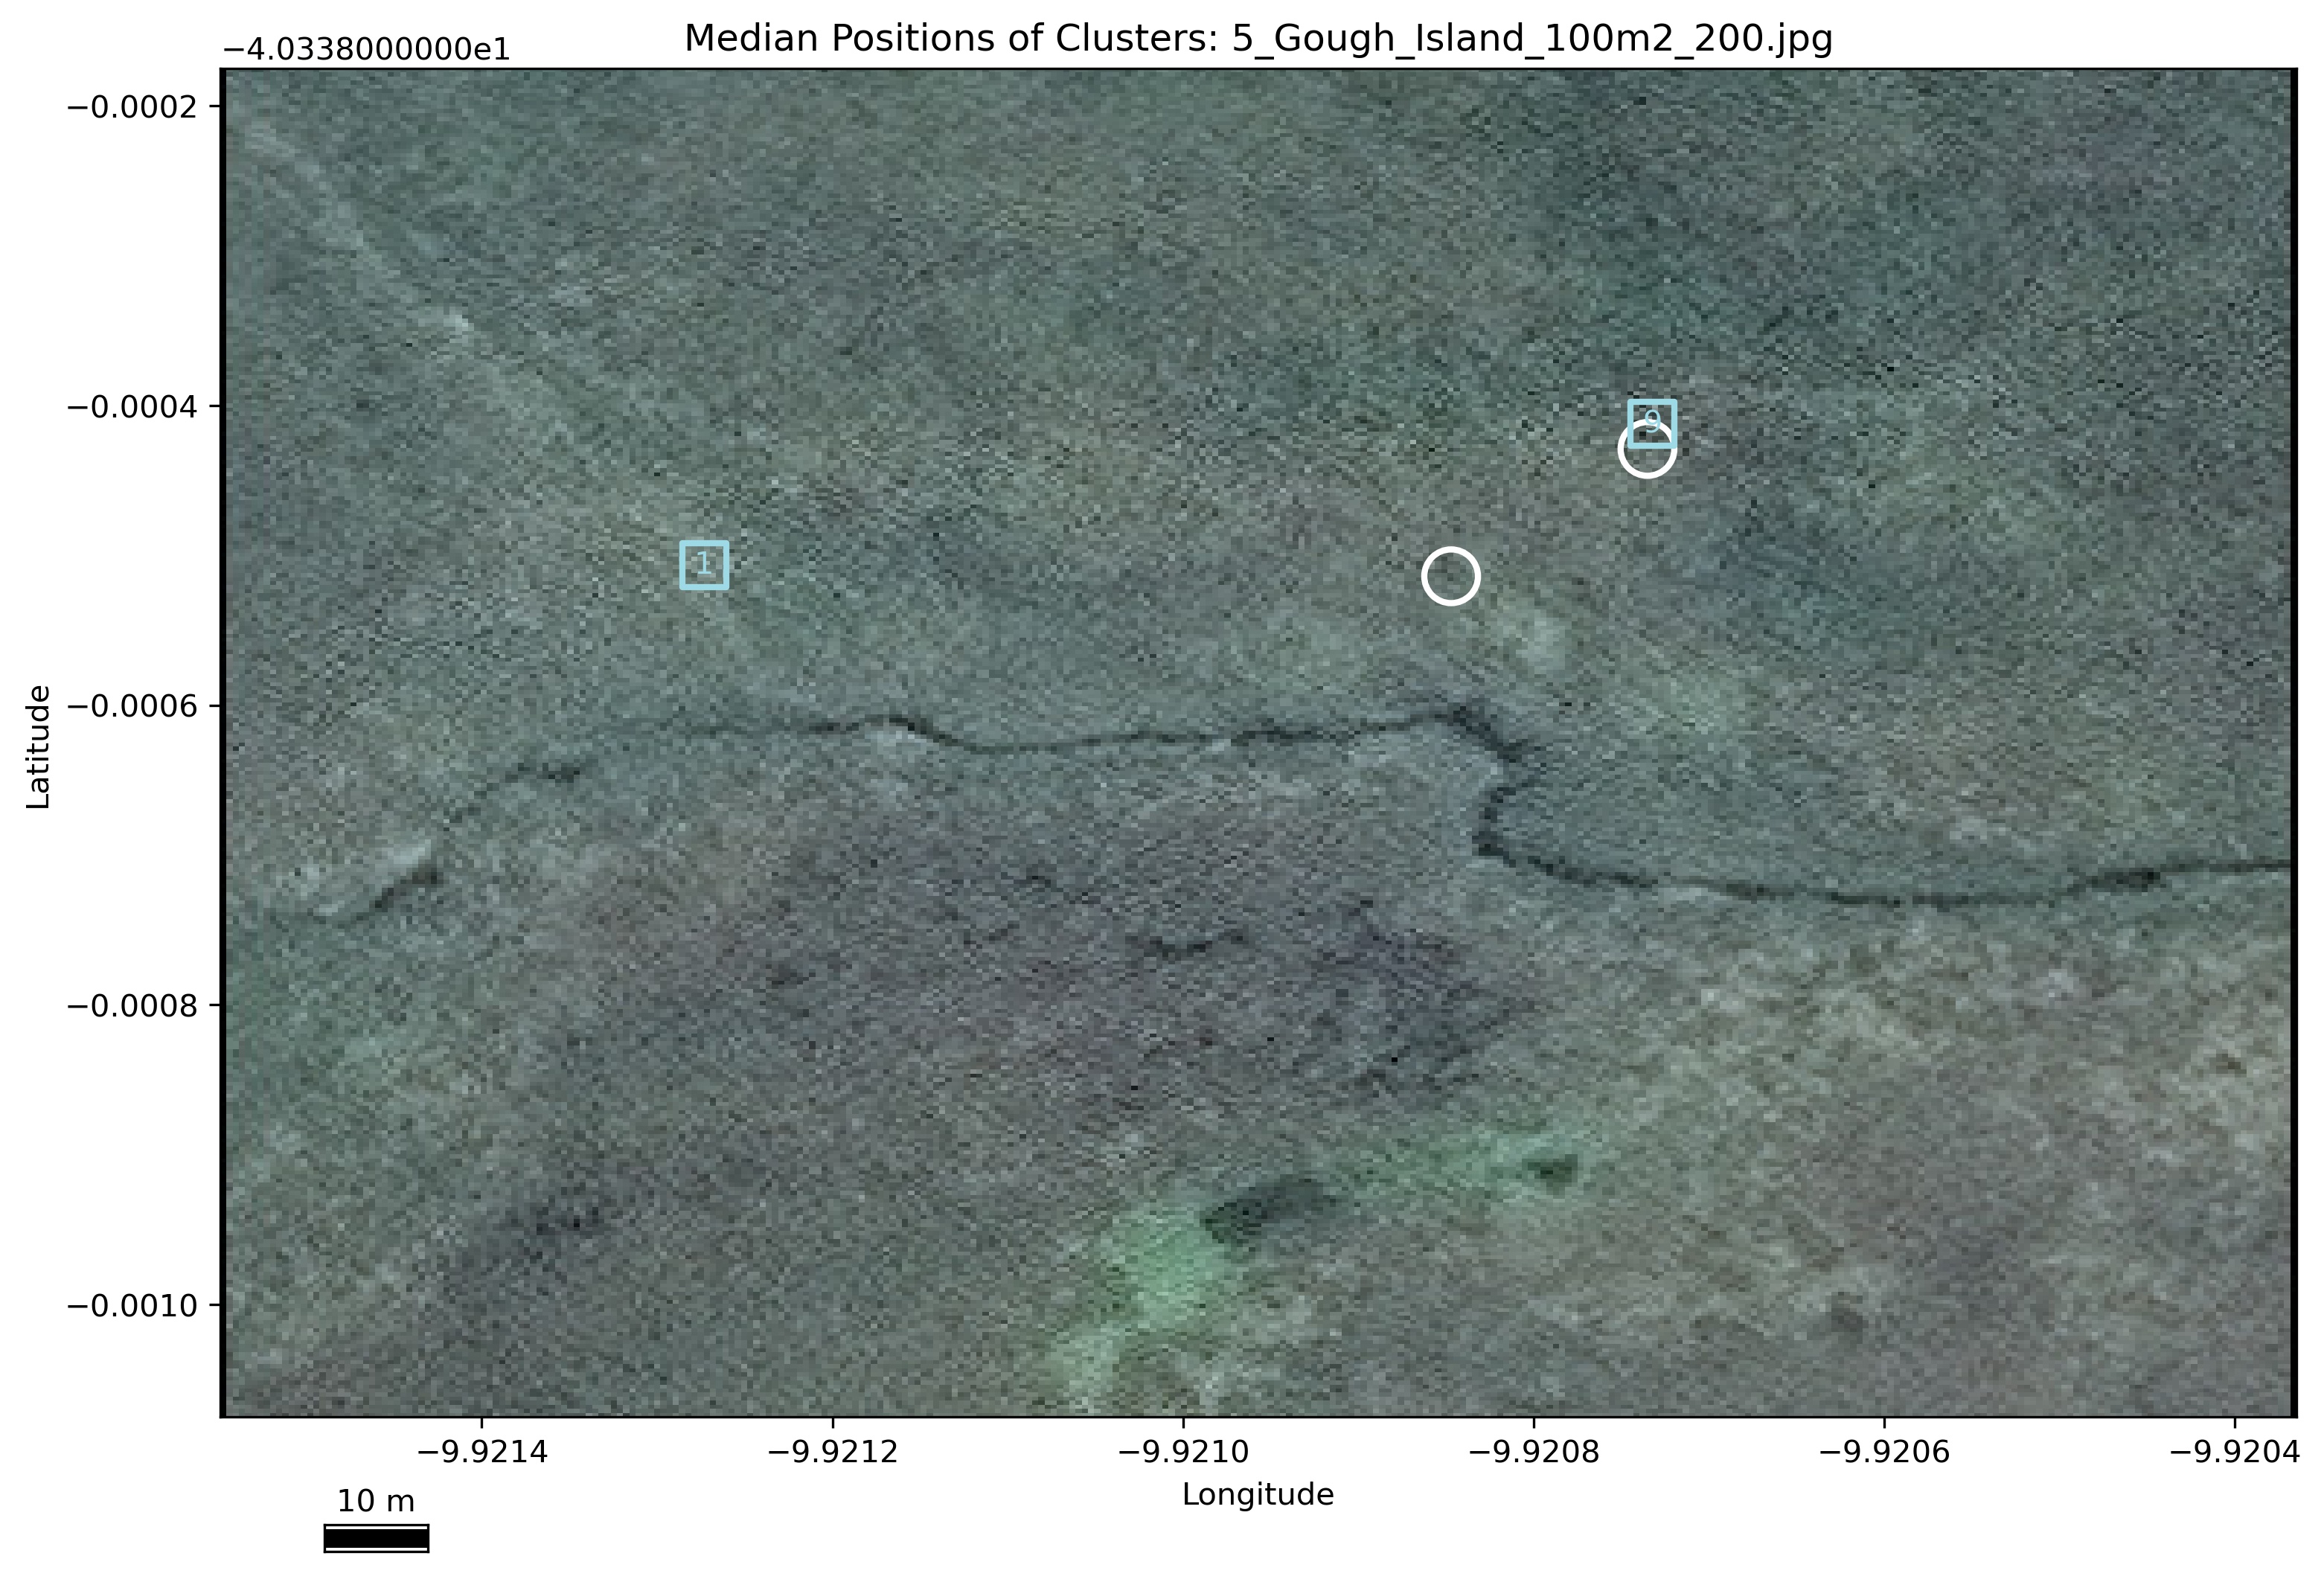 Median Positions of Clusters: 5_Gough_Island_100m2_200.jpg
−4.0338000000e1
−0.0002
−0.0004
−0.0006
−0.0008
−0.0010
Latitude
9
1
−9.9214
−9.9212
−9.9210
−9.9208
−9.9206
−9.9204
Longitude
10 m